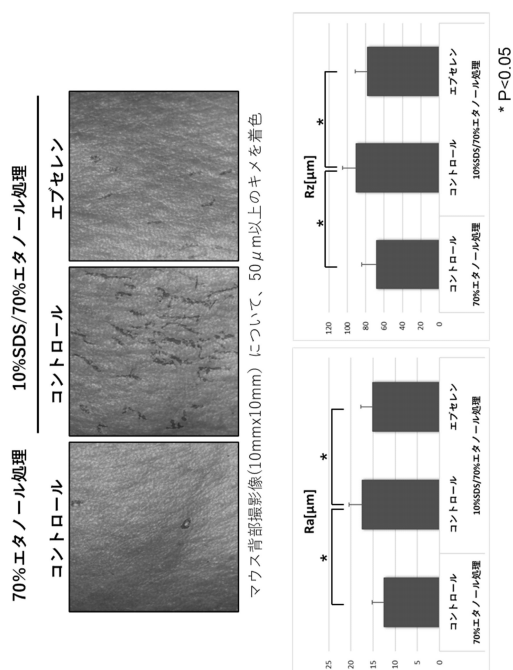 70%エタノール処理
10%SDS/70%エタノール処理
コントロール
コントロール
エブセレン
マウス背部撮影像(10mmx10mm) について、50μm以上のキメを着色
Ra[μm]
*
*
25
20
15
10
5
0
コントロール
コントロール
エブセレン
70%エタノール処理
10%SDS/70%エタノール処理
Rz[μm]
*
*
120
100
80
60
40
20
0
コントロール
コントロール
エブセレン
70%エタノール処理
10%SDS/70%エタノール処理
* P<0.05